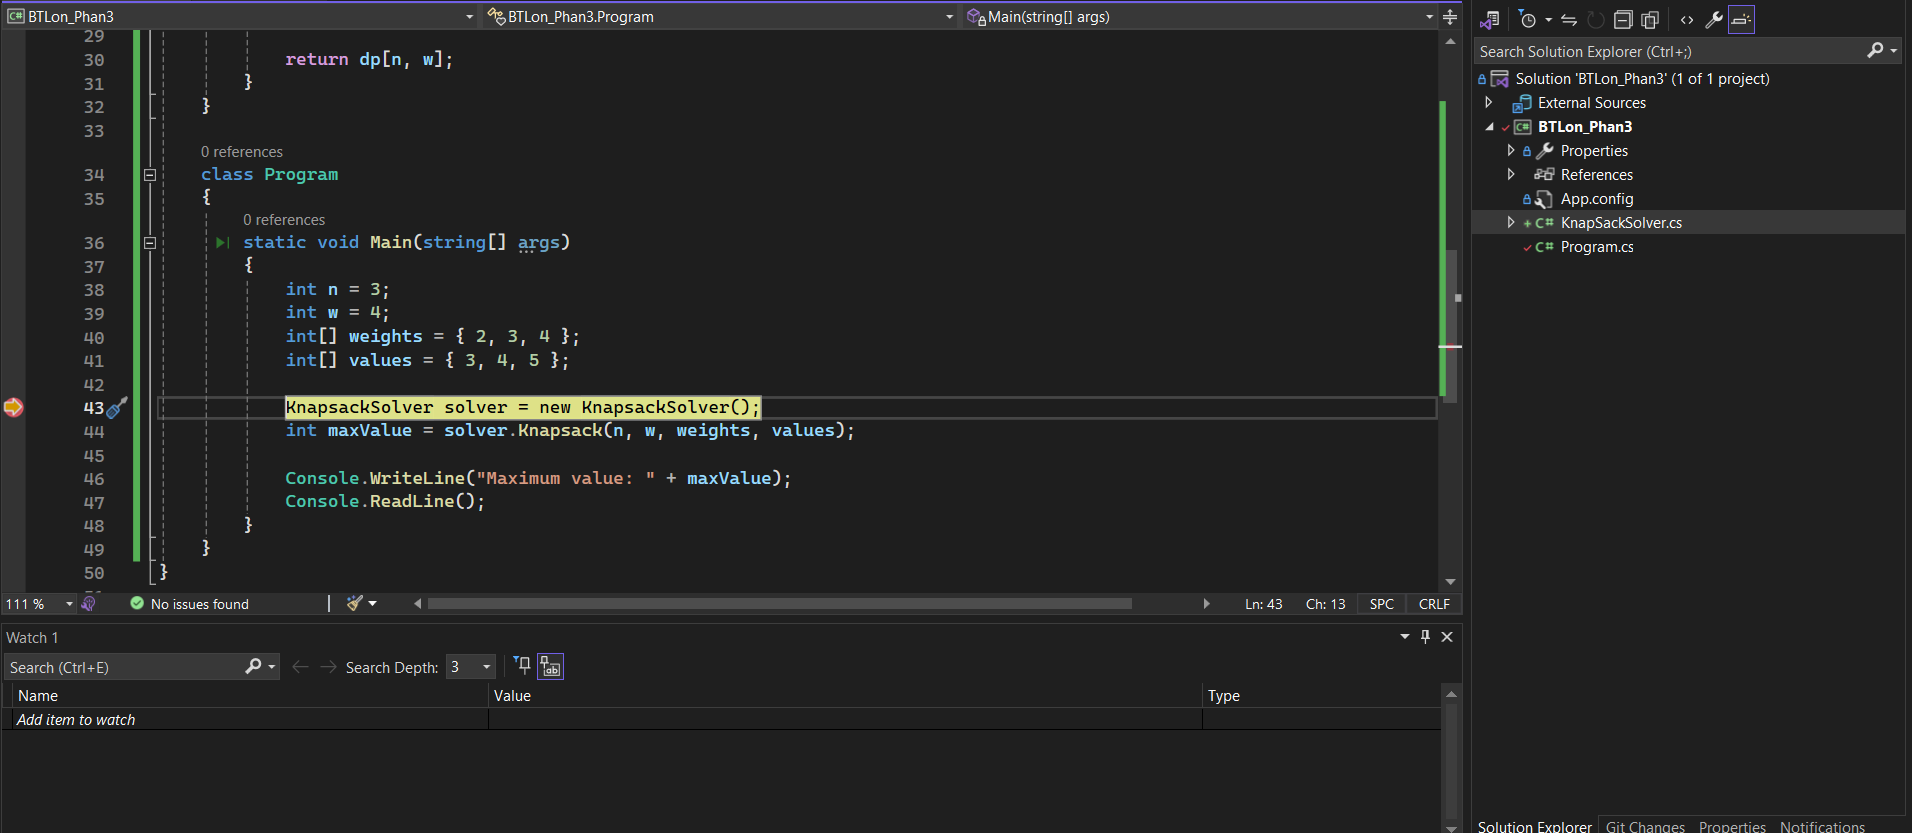 BTLon_Phan3 BTLon_Phan3.Program Main(string[] args)
29
30 return dp[n, w];
31 }
32 }
33
0 references
34 class Program
35 {
0 references
36 static void Main(string[] args)
37 {
38 int n = 3;
39 int w = 4;
40 int[] weights = { 2, 3, 4 };
41 int[] values = { 3, 4, 5 };
42
43 KnapsackSolver solver = new KnapsackSolver();
44 int maxValue = solver.Knapsack(n, w, weights, values);
45
46 Console.WriteLine("Maximum value: " + maxValue);
47 Console.ReadLine();
48 }
49 }
50 }
111 % No issues found Ln: 43 Ch: 13 SPC CRLF
Watch 1
Search (Ctrl+E) Search Depth: 3
Name Value Type
Add item to watch
Search Solution Explorer (Ctrl+;)
Solution 'BTLon_Phan3' (1 of 1 project)
External Sources
C# BTLon_Phan3
Properties
References
App.config
C# KnapSackSolver.cs
C# Program.cs
Solution Explorer Git Changes Properties Notifications